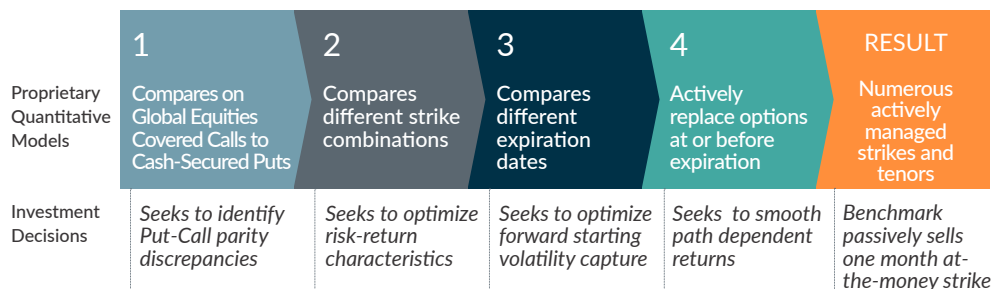 1
2
3
4
RESULT
Proprietary
Quantitative
Models
Compares on
Global Equities
Covered Calls to
Cash-Secured Puts
Compares
different strike
combinations
Compares
different
expiration
dates
Actively
replace options
at or before
expiration
Numerous
actively
managed
strikes and
tenors
Investment
Decisions
Seeks to identify
Put-Call parity
discrepancies
Seeks to optimize
risk-return
characteristics
Seeks to optimize
forward starting
volatility capture
Seeks to smooth
path dependent
returns
Benchmark
passively sells
one month at-
the-money strike